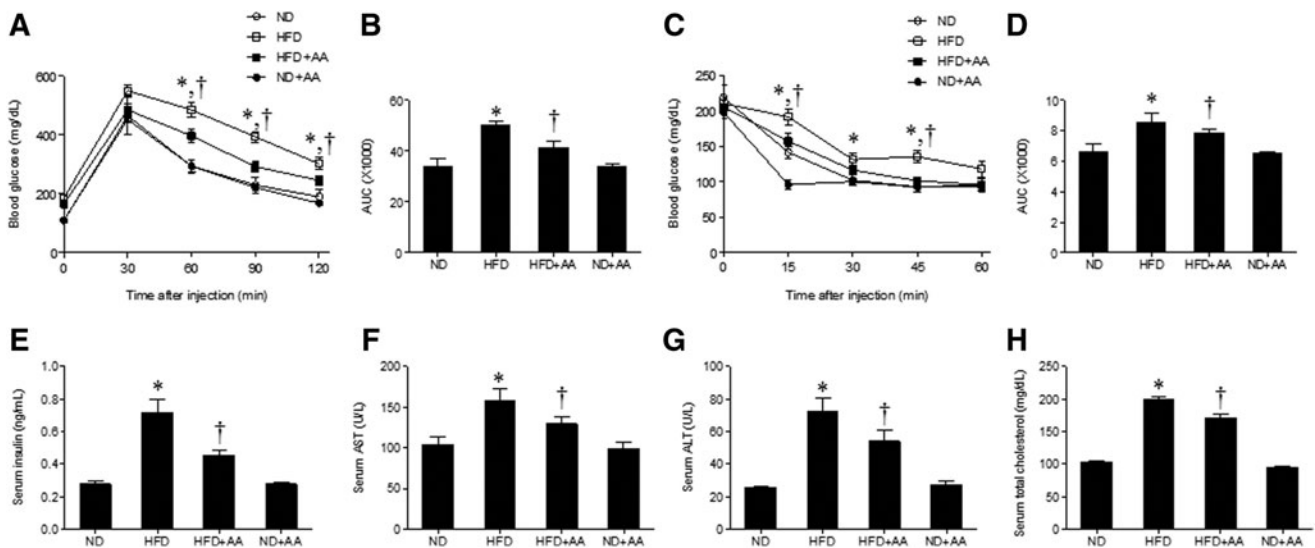 A
ND
HFD
HFD+AA
ND+AA
Blood glucose (mg/dL)
600
400
200
0
*,†
*,†
*,†
0 30 60 90 120
Time after injection (min)
B
AUC (X1000)
60
40
20
0
*
†
ND HFD HFD+AA ND+AA
C
ND
HFD
HFD+AA
ND+AA
Blood glucose (mg/dL)
250
200
150
100
50
0
*,†
*
*,†
0 15 30 45 60
Time after injection (min)
D
AUC (X1000)
10
8
6
4
2
0
*
†
ND HFD HFD+AA ND+AA
E
Serum insulin (ng/mL)
1.0
0.8
0.6
0.4
0.2
0.0
*
†
ND HFD HFD+AA ND+AA
F
Serum AST (U/L)
200
150
100
50
0
*
†
ND HFD HFD+AA ND+AA
G
Serum ALT (U/L)
100
80
60
40
20
0
*
†
ND HFD HFD+AA ND+AA
H
Serum total cholesterol (mg/dL)
250
200
150
100
50
0
*
†
ND HFD HFD+AA ND+AA